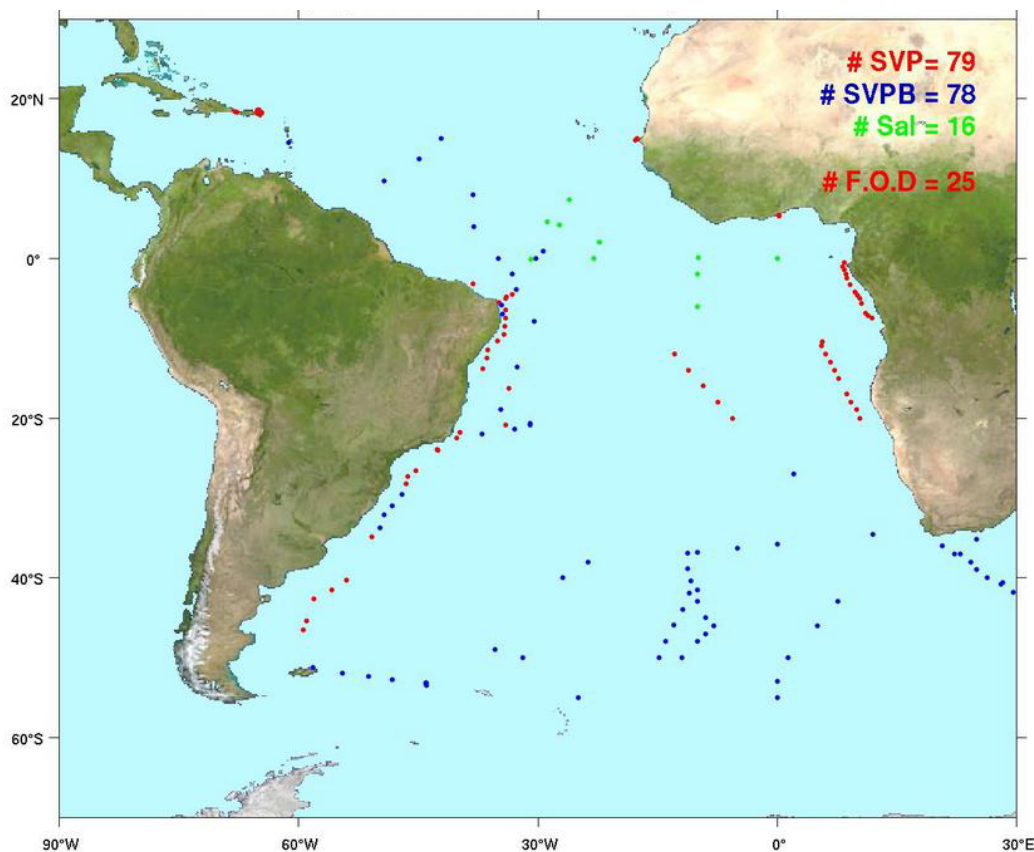 # SVP= 79
# SVPB = 78
# Sal = 16
# F.O.D = 25
20°N
0°
20°S
40°S
60°S
90°W 60°W 30°W 0° 30°E